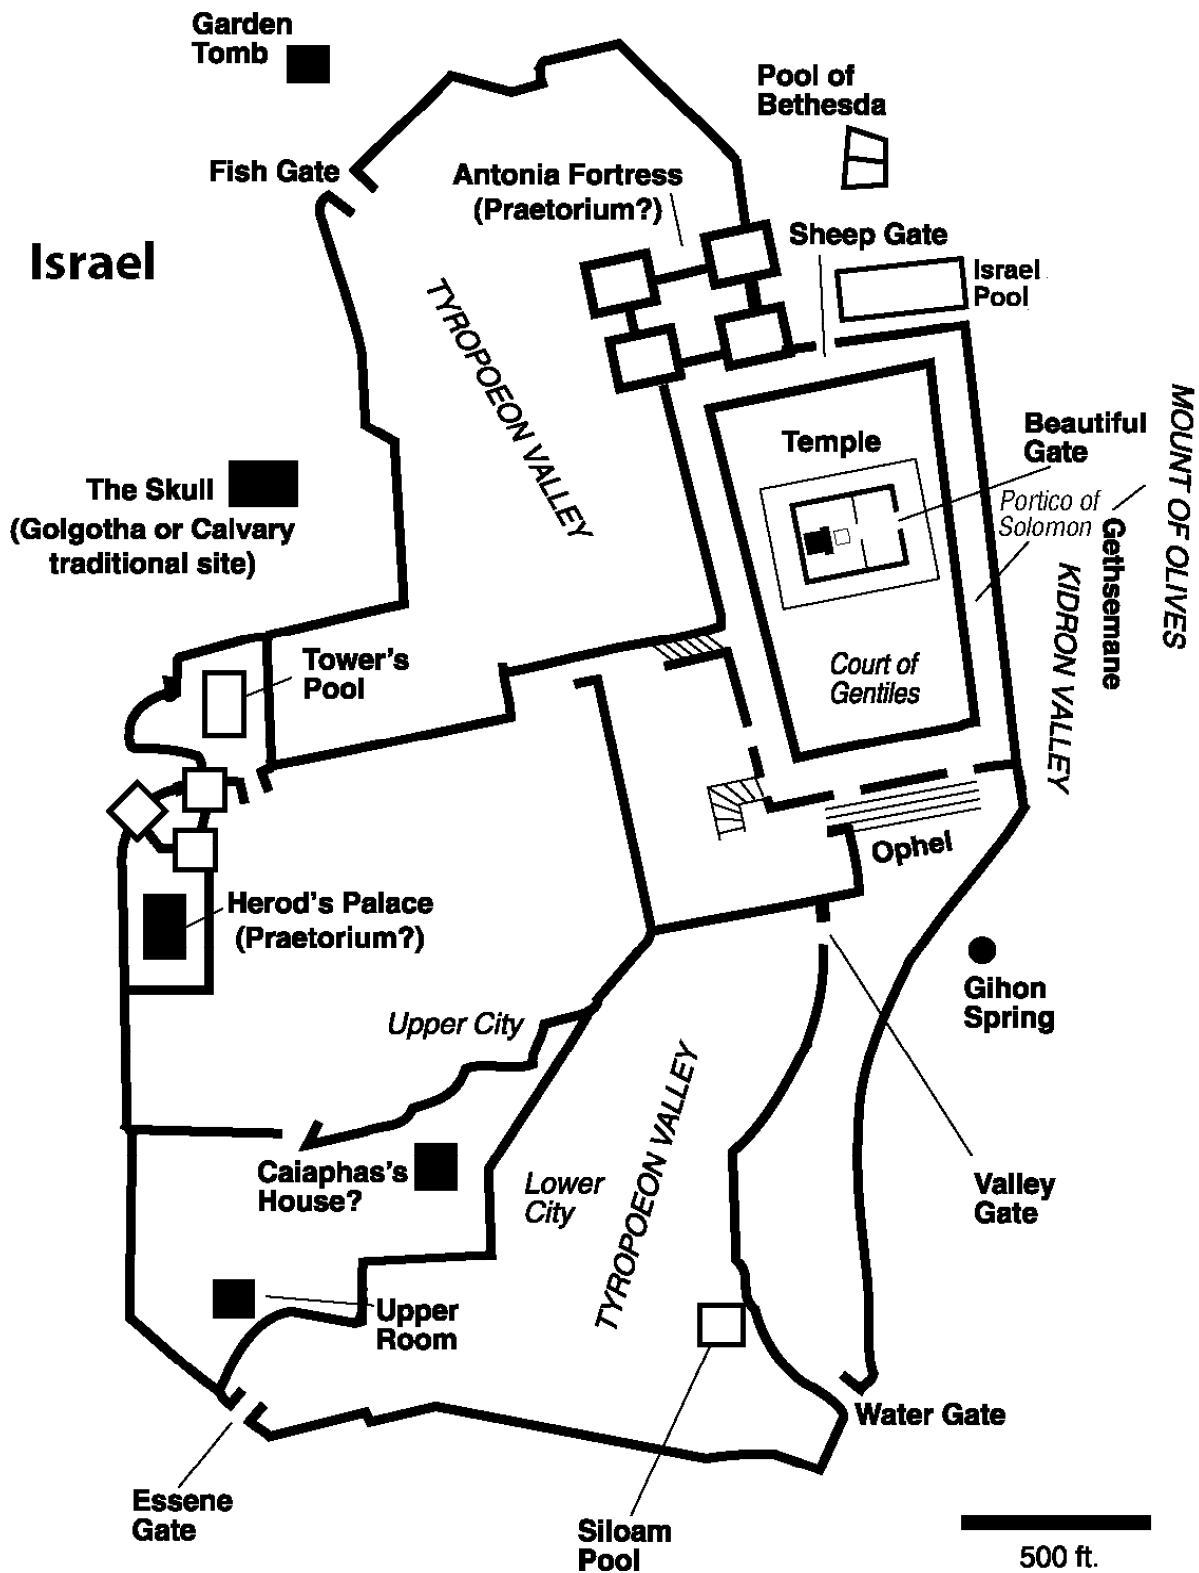 Garden
Tomb
Pool of
Bethesda
Fish Gate
Antonia Fortress
(Praetorium?)
Sheep Gate
Israel
Israel
Pool
TYROPOEON VALLEY
MOUNT OF OLIVES
Beautiful
Gate
Temple
The Skull
(Golgotha or Calvary
traditional site)
Portico of
Solomon
Gethsemane
KIDRON VALLEY
Tower's
Pool
Court of
Gentiles
Ophel
Herod's Palace
(Praetorium?)
Gihon
Spring
Upper City
TYROPOEON VALLEY
Caiaphas's
House?
Lower
City
Valley
Gate
Upper
Room
Water Gate
Essene
Gate
Siloam
Pool
500 ft.